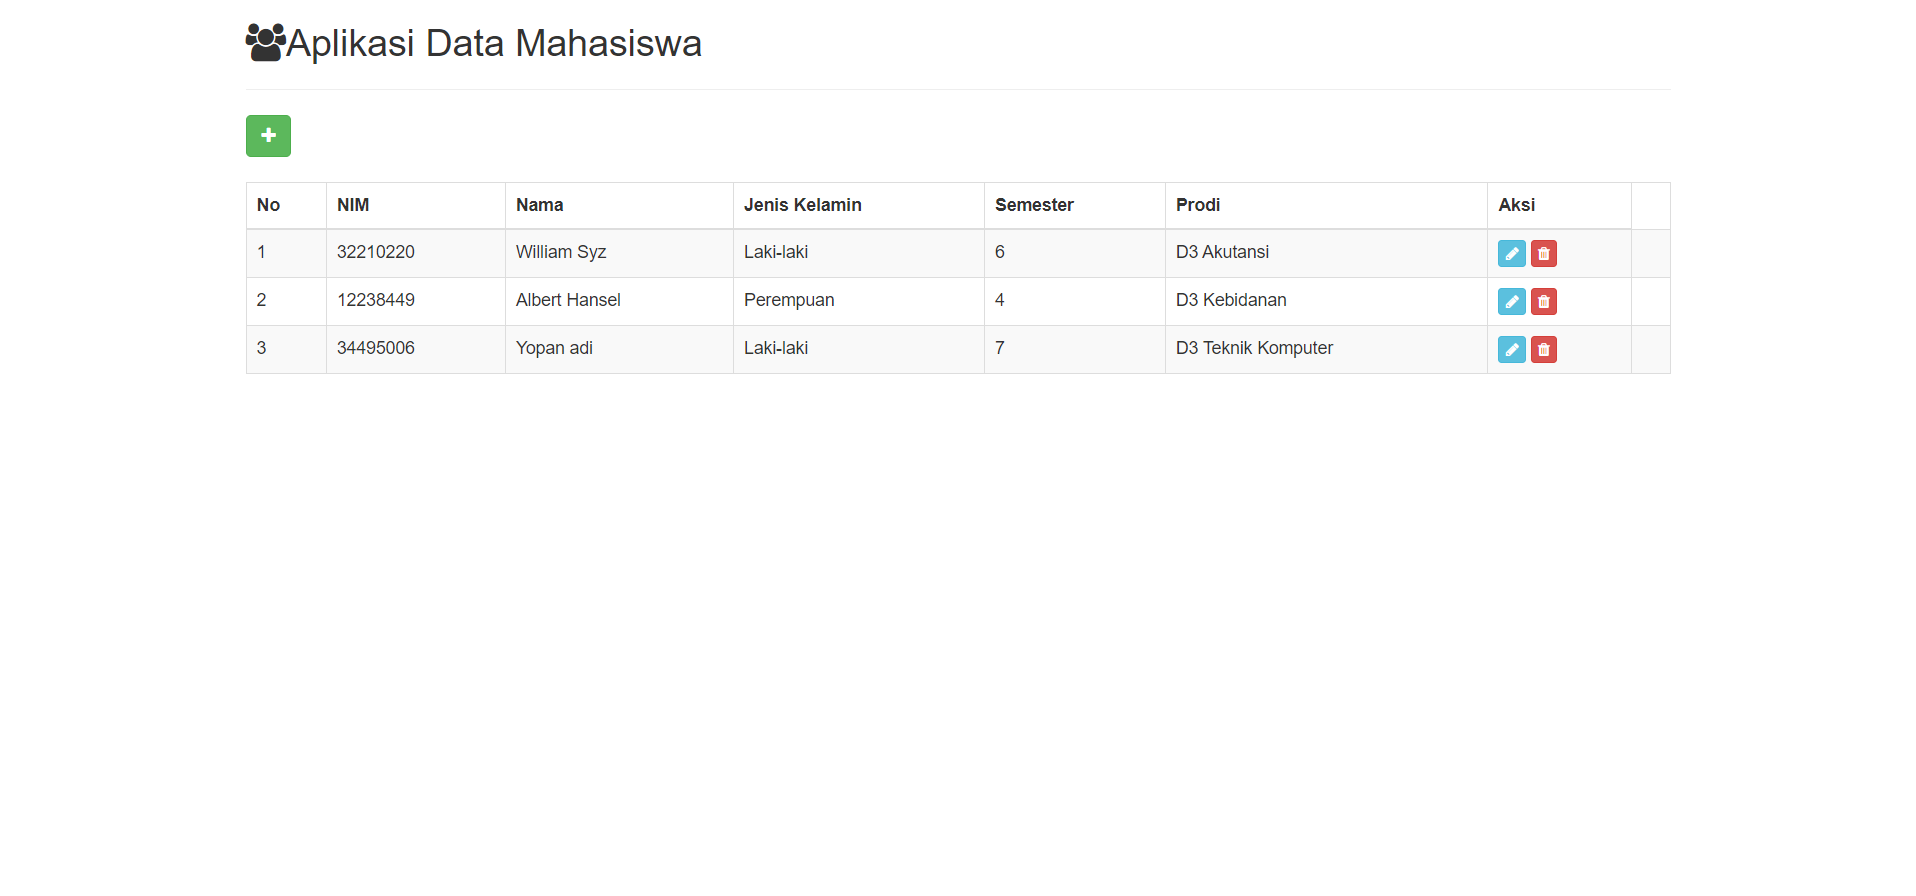 Aplikasi Data Mahasiswa
No NIM Nama Jenis Kelamin Semester Prodi Aksi
1 32210220 William Syz Laki-laki 6 D3 Akutansi
2 12238449 Albert Hansel Perempuan 4 D3 Kebidanan
3 34495006 Yopan adi Laki-laki 7 D3 Teknik Komputer